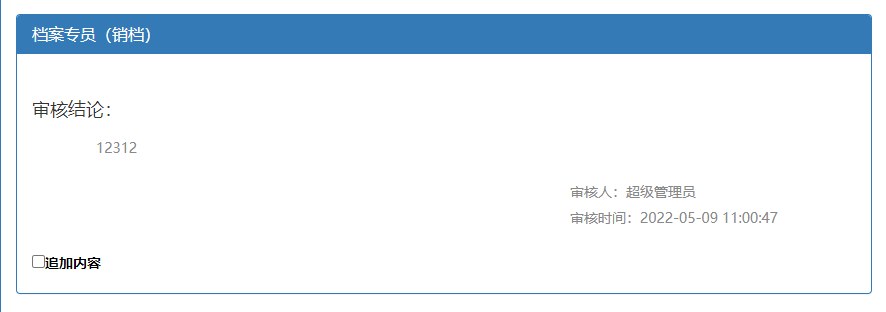 档案专员（销档）
审核结论：
12312
审核人：超级管理员
审核时间：2022-05-09 11:00:47
追加内容